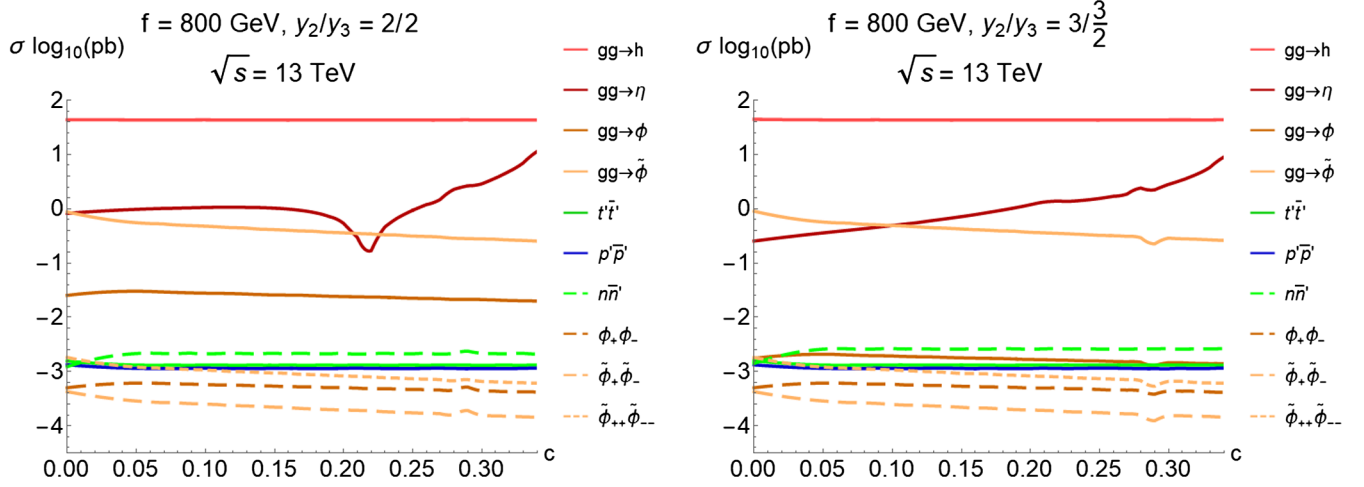 f = 800 GeV, y₂/y₃ = 2/2
σ log₁₀(pb)
√s = 13 TeV
2
1
0
−1
−2
−3
−4
0.00 0.05 0.10 0.15 0.20 0.25 0.30 c
gg→h
gg→η
gg→ϕ
gg→ϕ̃
t't̄'
p'p̄'
nn̄'
ϕ₊ϕ₋
ϕ̃₊ϕ̃₋
ϕ̃₊₊ϕ̃₋₋
f = 800 GeV, y₂/y₃ = 3/3/2
σ log₁₀(pb)
√s = 13 TeV
2
1
0
−1
−2
−3
−4
0.00 0.05 0.10 0.15 0.20 0.25 0.30 c
gg→h
gg→η
gg→ϕ
gg→ϕ̃
t't̄'
p'p̄'
nn̄'
ϕ₊ϕ₋
ϕ̃₊ϕ̃₋
ϕ̃₊₊ϕ̃₋₋